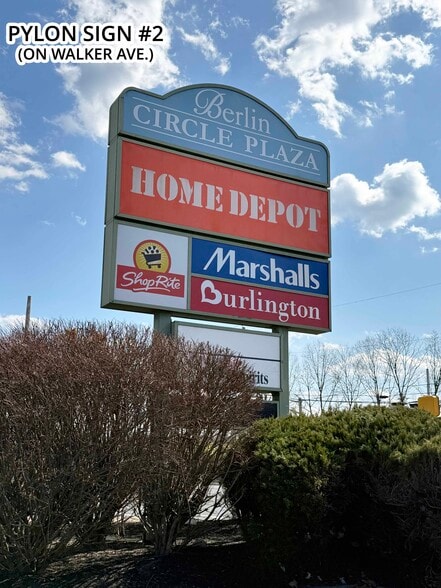 PYLON SIGN #2
(ON WALKER AVE.)
Berlin
CIRCLE PLAZA
HOME DEPOT
ShopRite
Marshalls
Burlington